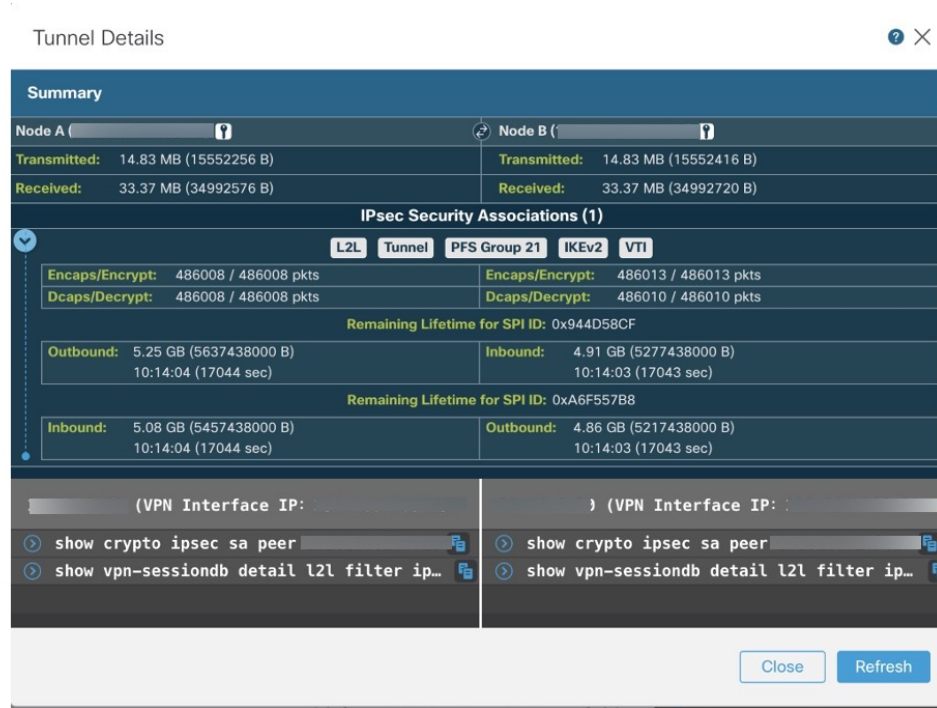 Tunnel Details
Summary
Node A (
Node B (
Transmitted: 14.83 MB (15552256 B)
Transmitted: 14.83 MB (15552416 B)
Received: 33.37 MB (34992576 B)
Received: 33.37 MB (34992720 B)
IPsec Security Associations (1)
L2L Tunnel PFS Group 21 IKEv2 VTI
Encaps/Encrypt: 486008 / 486008 pkts
Encaps/Encrypt: 486013 / 486013 pkts
Dcaps/Decrypt: 486008 / 486008 pkts
Dcaps/Decrypt: 486010 / 486010 pkts
Remaining Lifetime for SPI ID: 0x944D58CF
Outbound: 5.25 GB (5637438000 B)
10:14:04 (17044 sec)
Inbound: 4.91 GB (5277438000 B)
10:14:03 (17043 sec)
Remaining Lifetime for SPI ID: 0xA6F557B8
Inbound: 5.08 GB (5457438000 B)
10:14:04 (17044 sec)
Outbound: 4.86 GB (5217438000 B)
10:14:03 (17043 sec)
(VPN Interface IP:
) (VPN Interface IP:
show crypto ipsec sa peer
show crypto ipsec sa peer
show vpn-sessiondb detail l2l filter ip…
show vpn-sessiondb detail l2l filter ip…
Close
Refresh